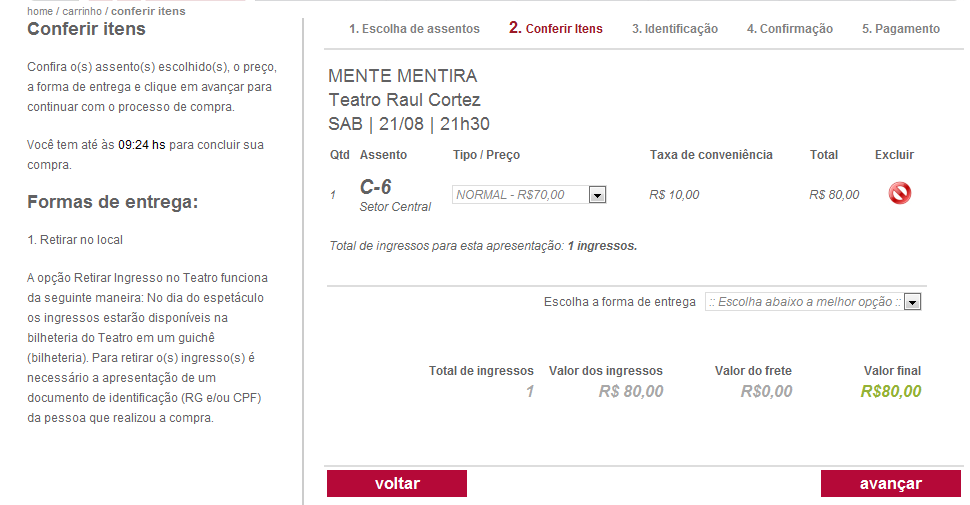 home / carrinho / conferir itens
Conferir itens
Confira o(s) assento(s) escolhido(s), o preço,
a forma de entrega e clique em avançar para
continuar com o processo de compra.
Você tem até às 09:24 hs para concluir sua
compra.
Formas de entrega:
1. Retirar no local
A opção Retirar Ingresso no Teatro funciona
da seguinte maneira: No dia do espetáculo
os ingressos estarão disponíveis na
bilheteria do Teatro em um guichê
(bilheteria). Para retirar o(s) ingresso(s) é
necessário a apresentação de um
documento de identificação (RG e/ou CPF)
da pessoa que realizou a compra.
1. Escolha de assentos 2. Conferir Itens 3. Identificação 4. Confirmação 5. Pagamento
MENTE MENTIRA
Teatro Raul Cortez
SAB | 21/08 | 21h30
Qtd Assento Tipo / Preço Taxa de conveniência Total Excluir
1 C-6 NORMAL - R$70,00 R$ 10,00 R$ 80,00
Setor Central
Total de ingressos para esta apresentação: 1 ingressos.
Escolha a forma de entrega :: Escolha abaixo a melhor opção ::
Total de ingressos Valor dos ingressos Valor do frete Valor final
1 R$ 80,00 R$0,00 R$80,00
voltar avançar